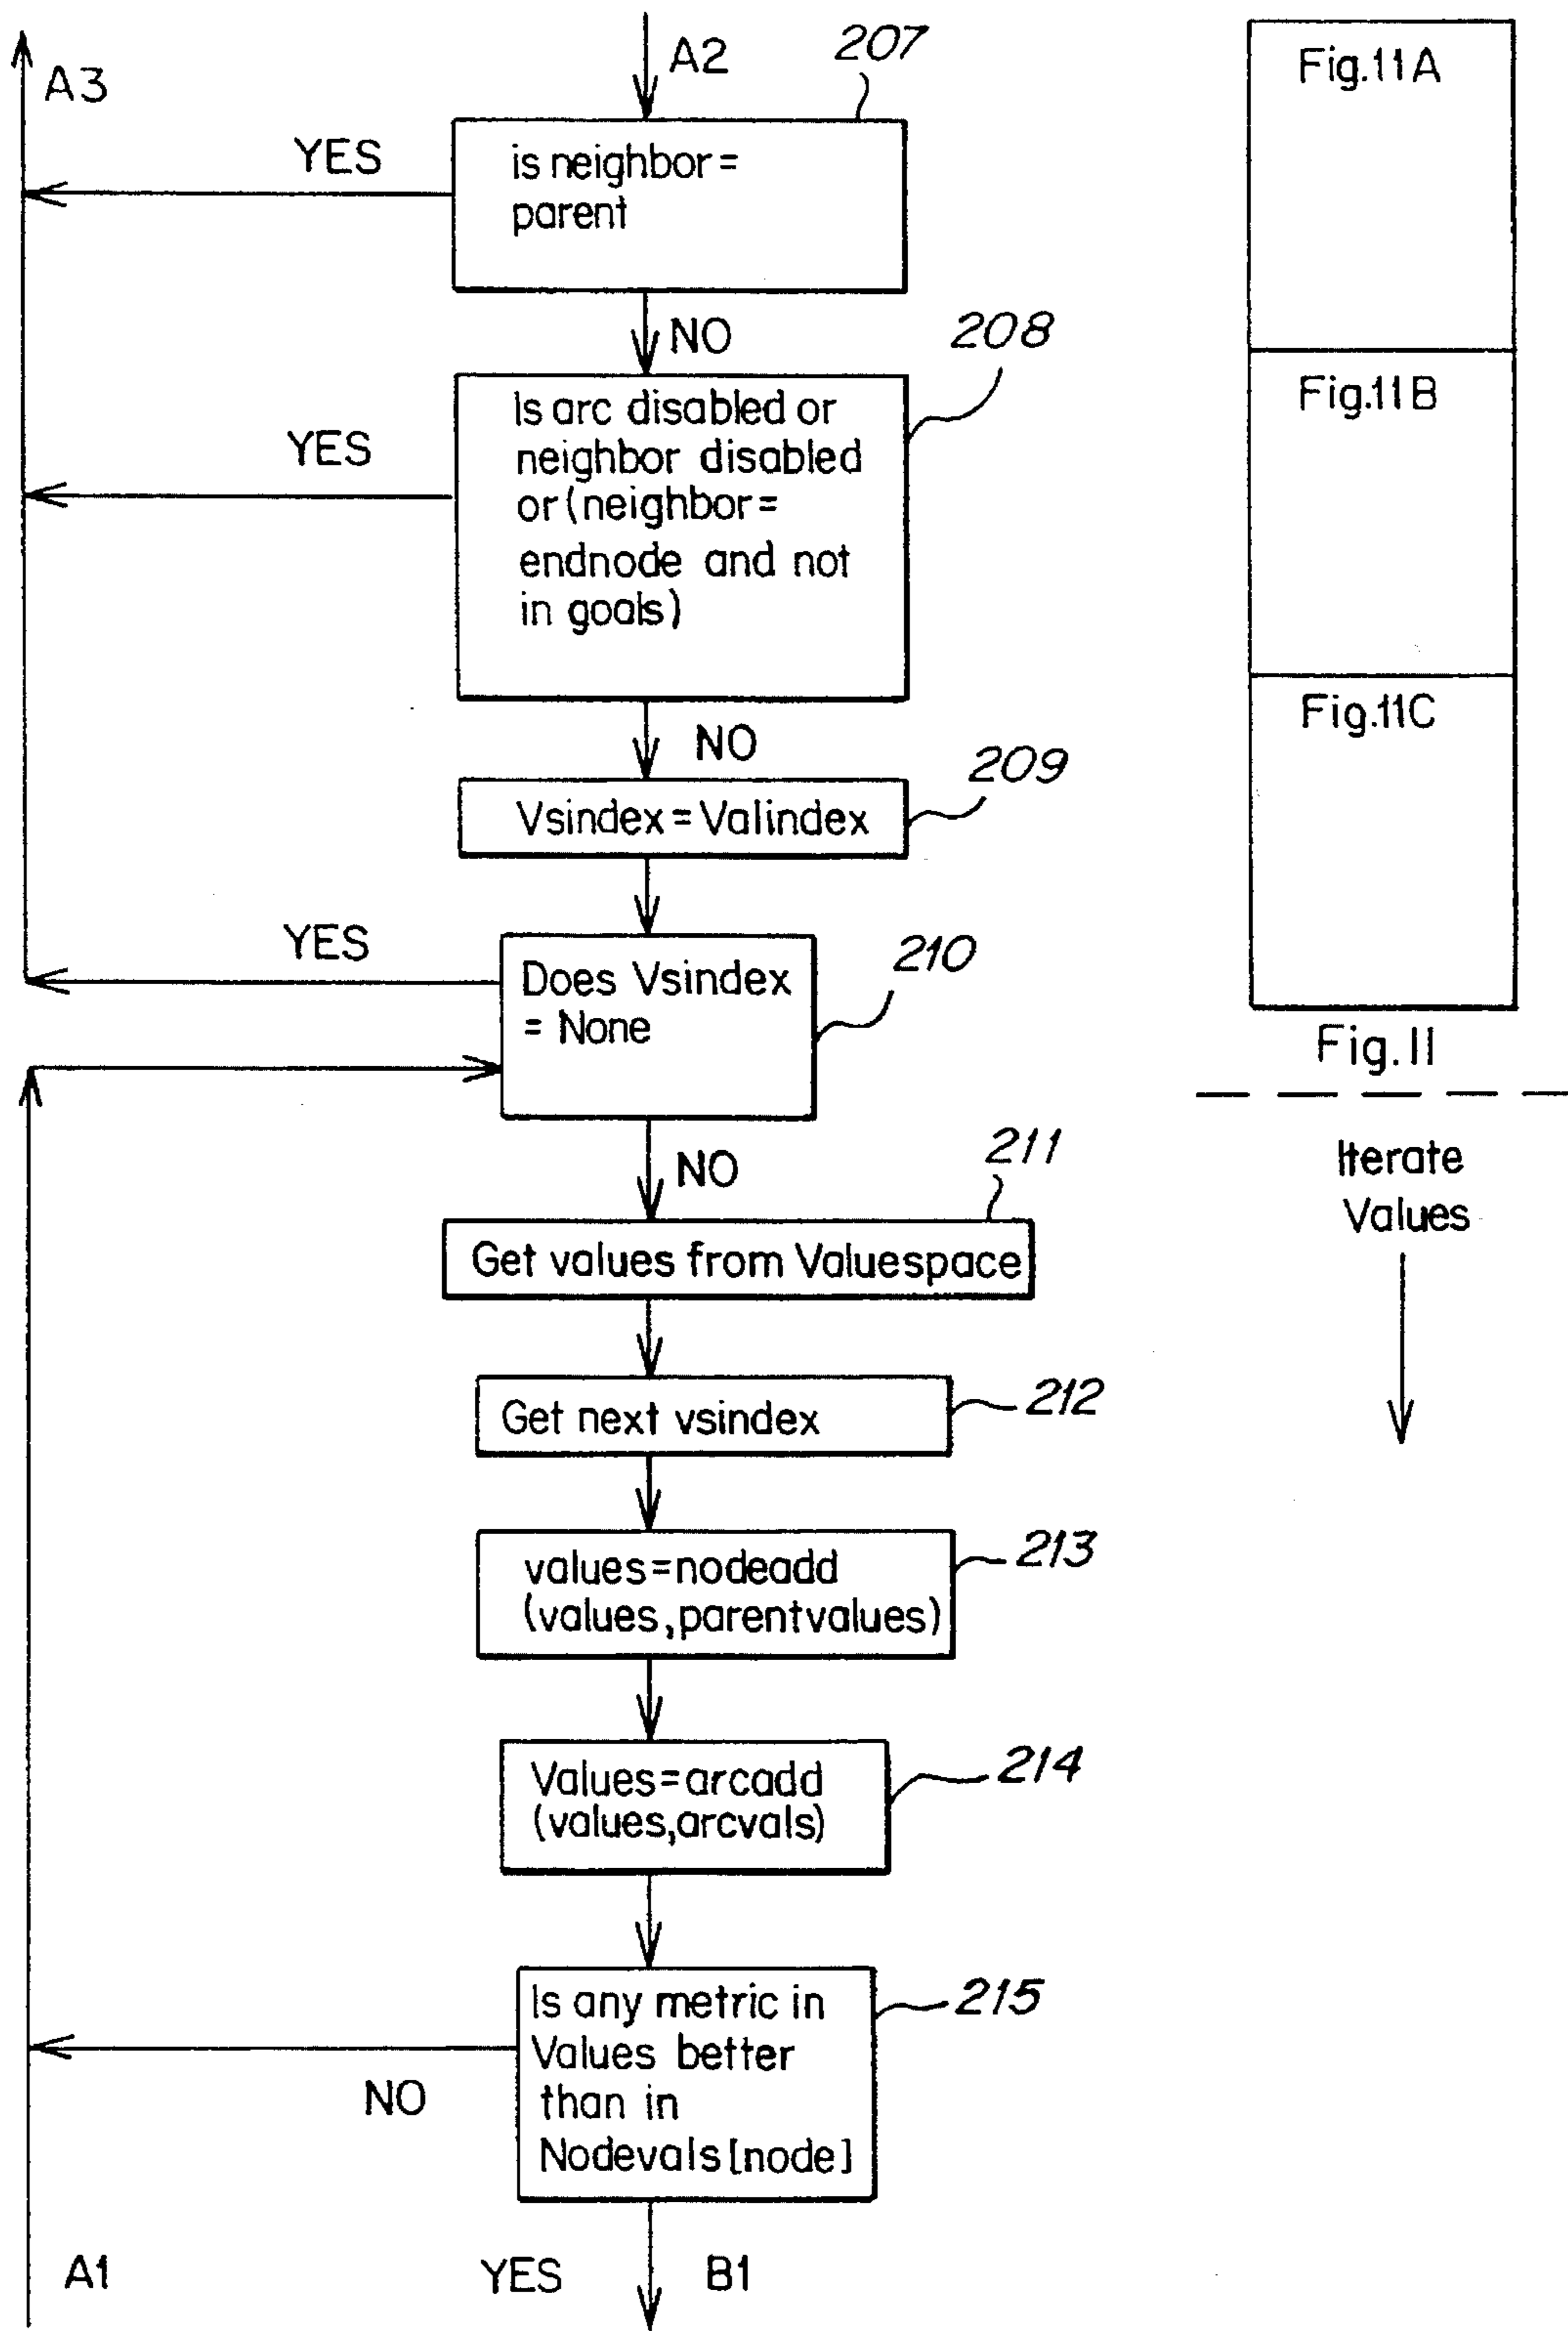 A3
A2
207
YES
is neighbor=
parent
NO
208
YES
Is arc disabled or
neighbor disabled
or (neighbor=
endnode and not
in goals)
NO
209
Vsindex=Valindex
YES
210
Does Vsindex
= None
NO
211
Get values from Valuespace
Get next vsindex
212
values=nodeadd
(values,parentvalues)
213
Values=arcadd
(values,arcvals)
214
Is any metric in
Values better
than in
Nodevals[node]
215
NO
A1
YES
B1
Fig.11A
Fig.11B
Fig.11C
Fig.11
Iterate
Values